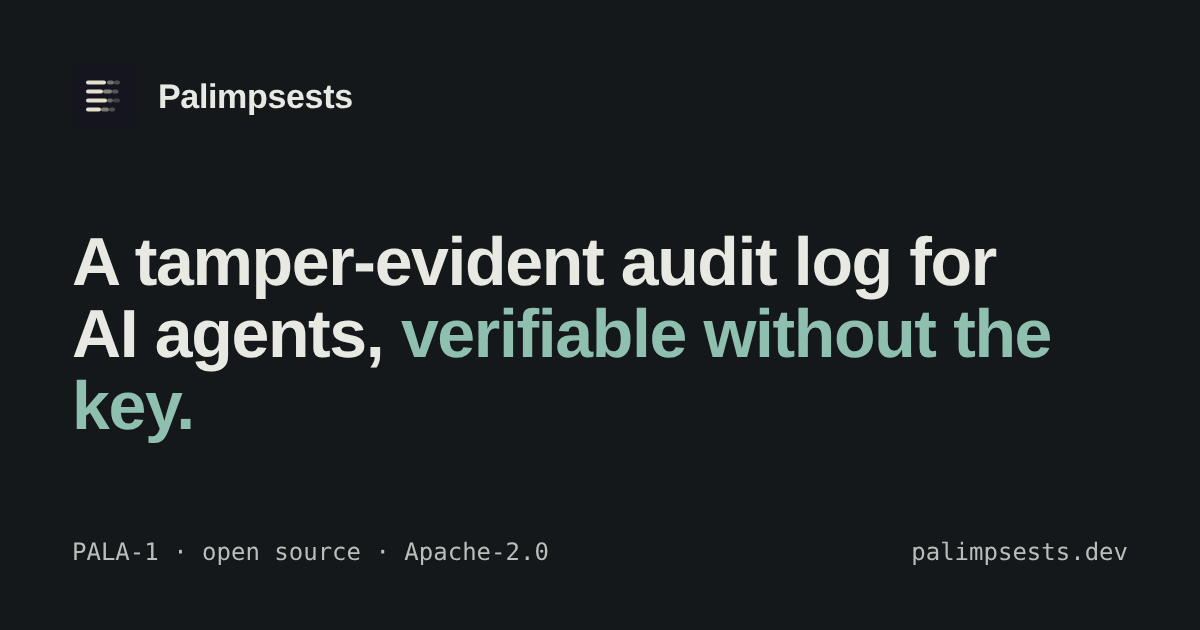 Palimpsests
A tamper-evident audit log for
AI agents, verifiable without the
key.
PALA-1 · open source · Apache-2.0
palimpsests.dev